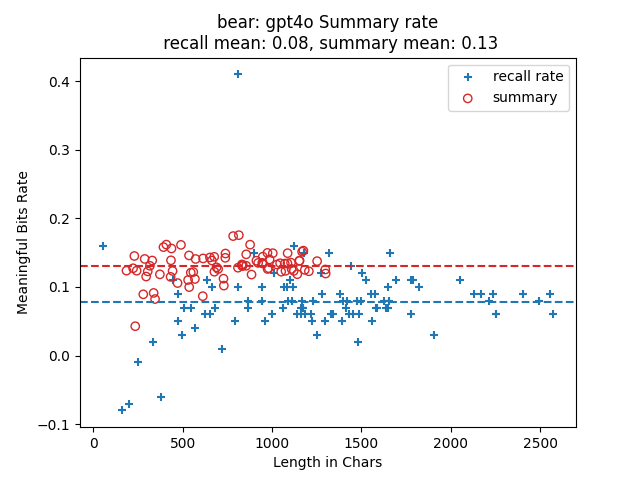 bear: gpt4o Summary rate
recall mean: 0.08, summary mean: 0.13
recall rate
summary
Meaningful Bits Rate
0.4
0.3
0.2
0.1
0.0
−0.1
0 500 1000 1500 2000 2500
Length in Chars